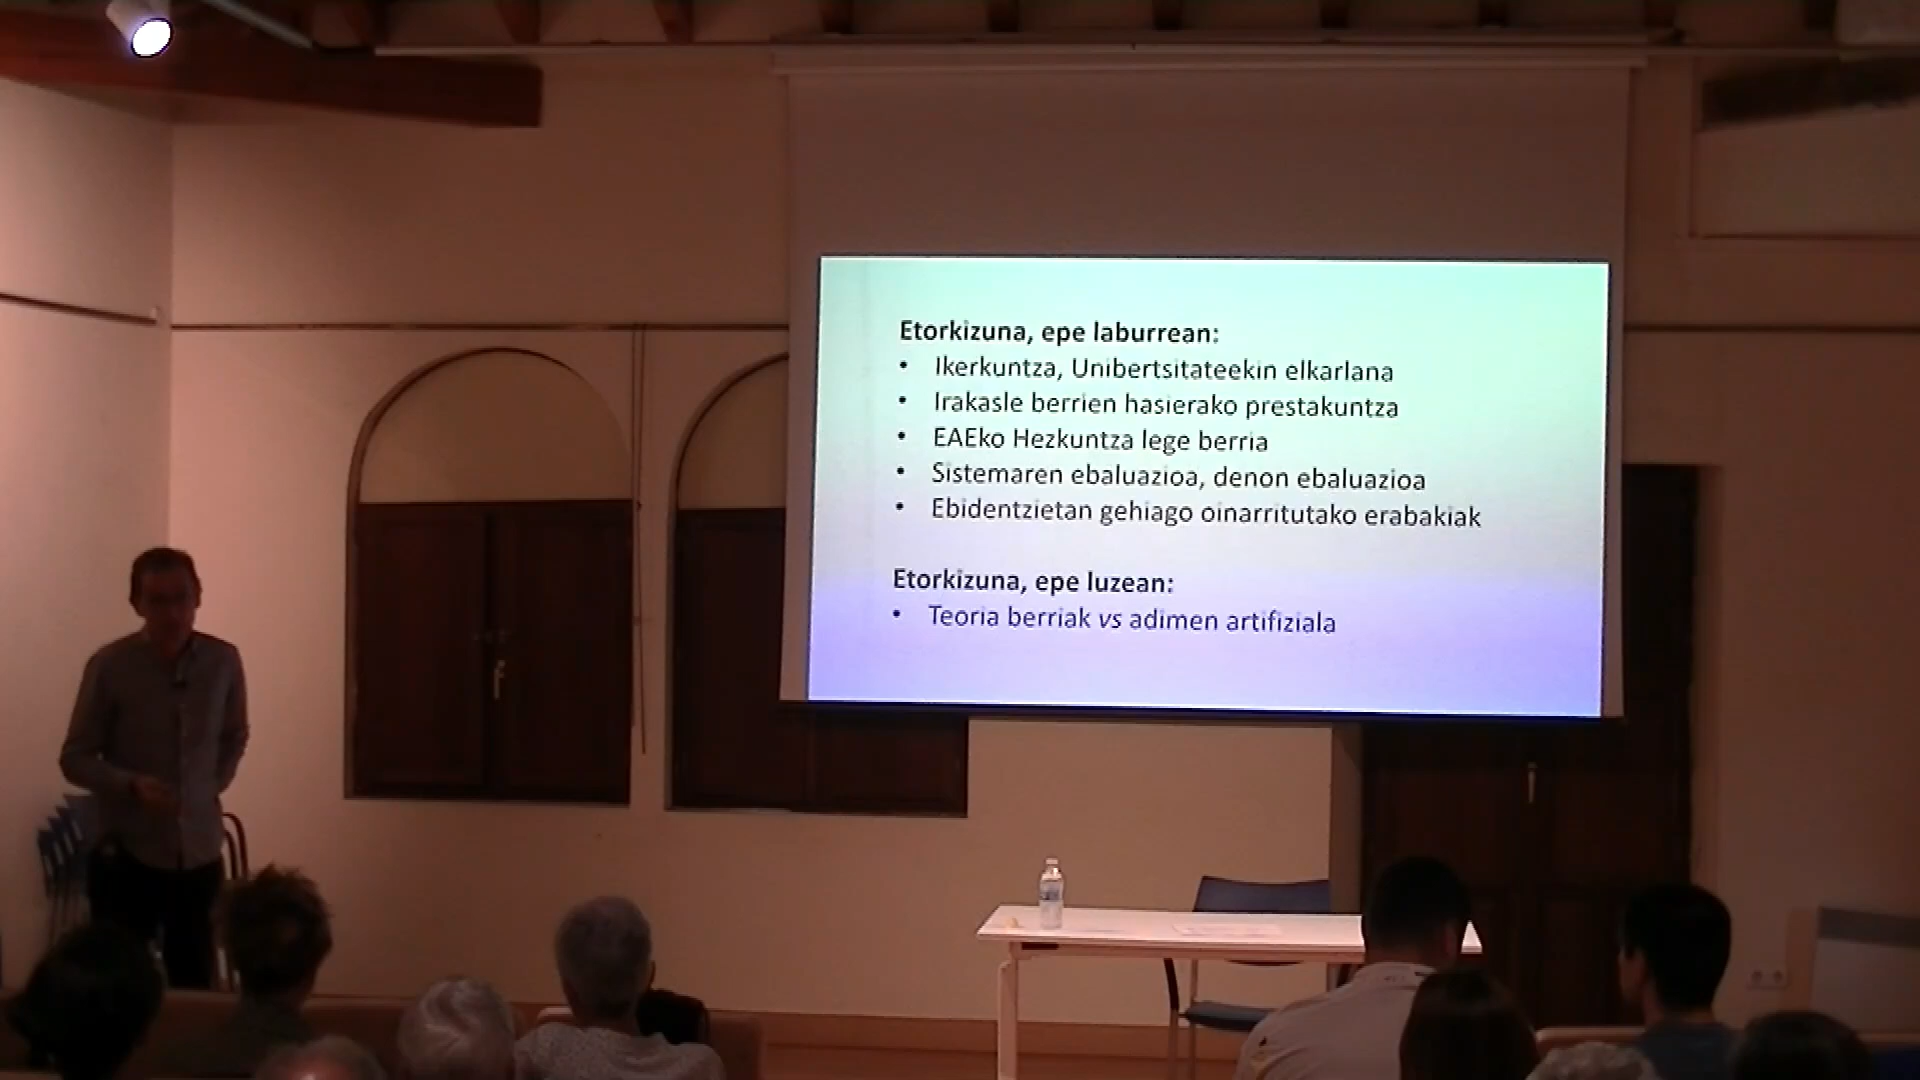 Etorkizuna, epe laburrean:
• Ikerkuntza, Unibertsitateekin elkarlana
• Irakasle berrien hasierako prestakuntza
• EAEko Hezkuntza lege berria
• Sistemaren ebaluazioa, denon ebaluazioa
• Ebidentzietan gehiago oinarritutako erabakiak
Etorkizuna, epe luzean:
• Teoria berriak vs adimen artifiziala